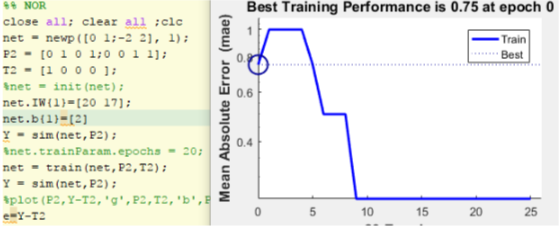 %% NOR
close all; clear all ;clc
net = newp([0 1;-2 2], 1);
P2 = [0 1 0 1;0 0 1 1];
T2 = [1 0 0 0 ];
%net = init(net);
net.IW{1}=[20 17];
net.b{1}=[2]
Y = sim(net,P2);
%net.trainParam.epochs = 20;
net = train(net,P2,T2);
Y = sim(net,P2);
%plot(P2,Y-T2,'g',P2,T2,'b',P
e=Y-T2
Best Training Performance is 0.75 at epoch 0
Mean Absolute Error (mae)
1
0.8
0.6
0.4
Train
Best
0 5 10 15 20 25